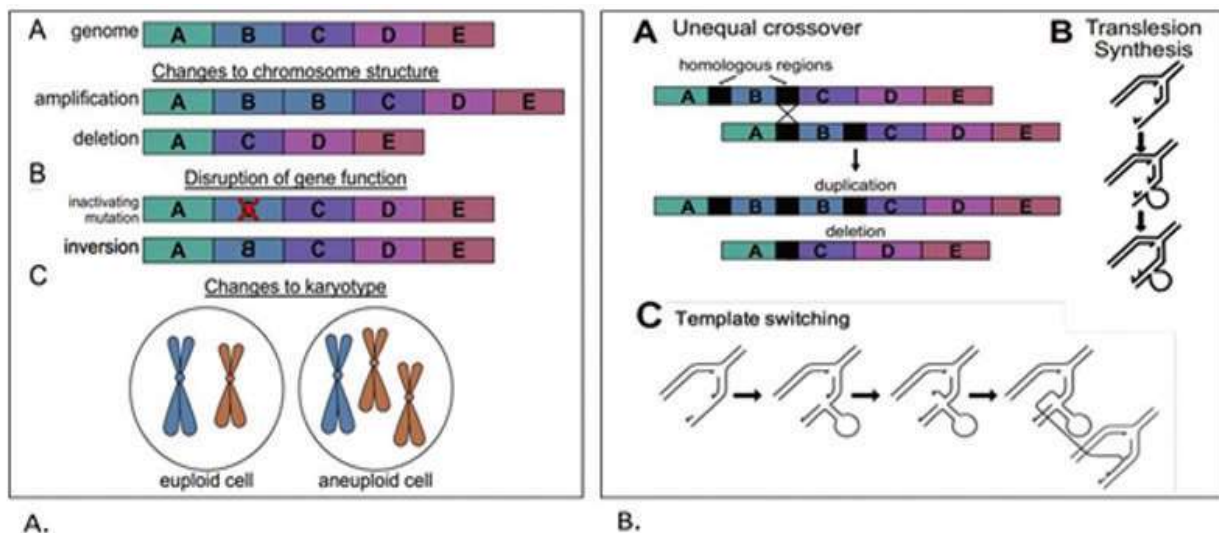 A genome A B C D E
Changes to chromosome structure
amplification A B B C D E
deletion A C D E
B Disruption of gene function
inactivating
mutation A C D E
inversion A B C D E
C Changes to karyotype
euploid cell aneuploid cell
A.
A Unequal crossover
homologous regions
A B C D E
A B C D E
duplication
A B B C D E
deletion
A C D E
B Translesion
Synthesis
C Template switching
B.